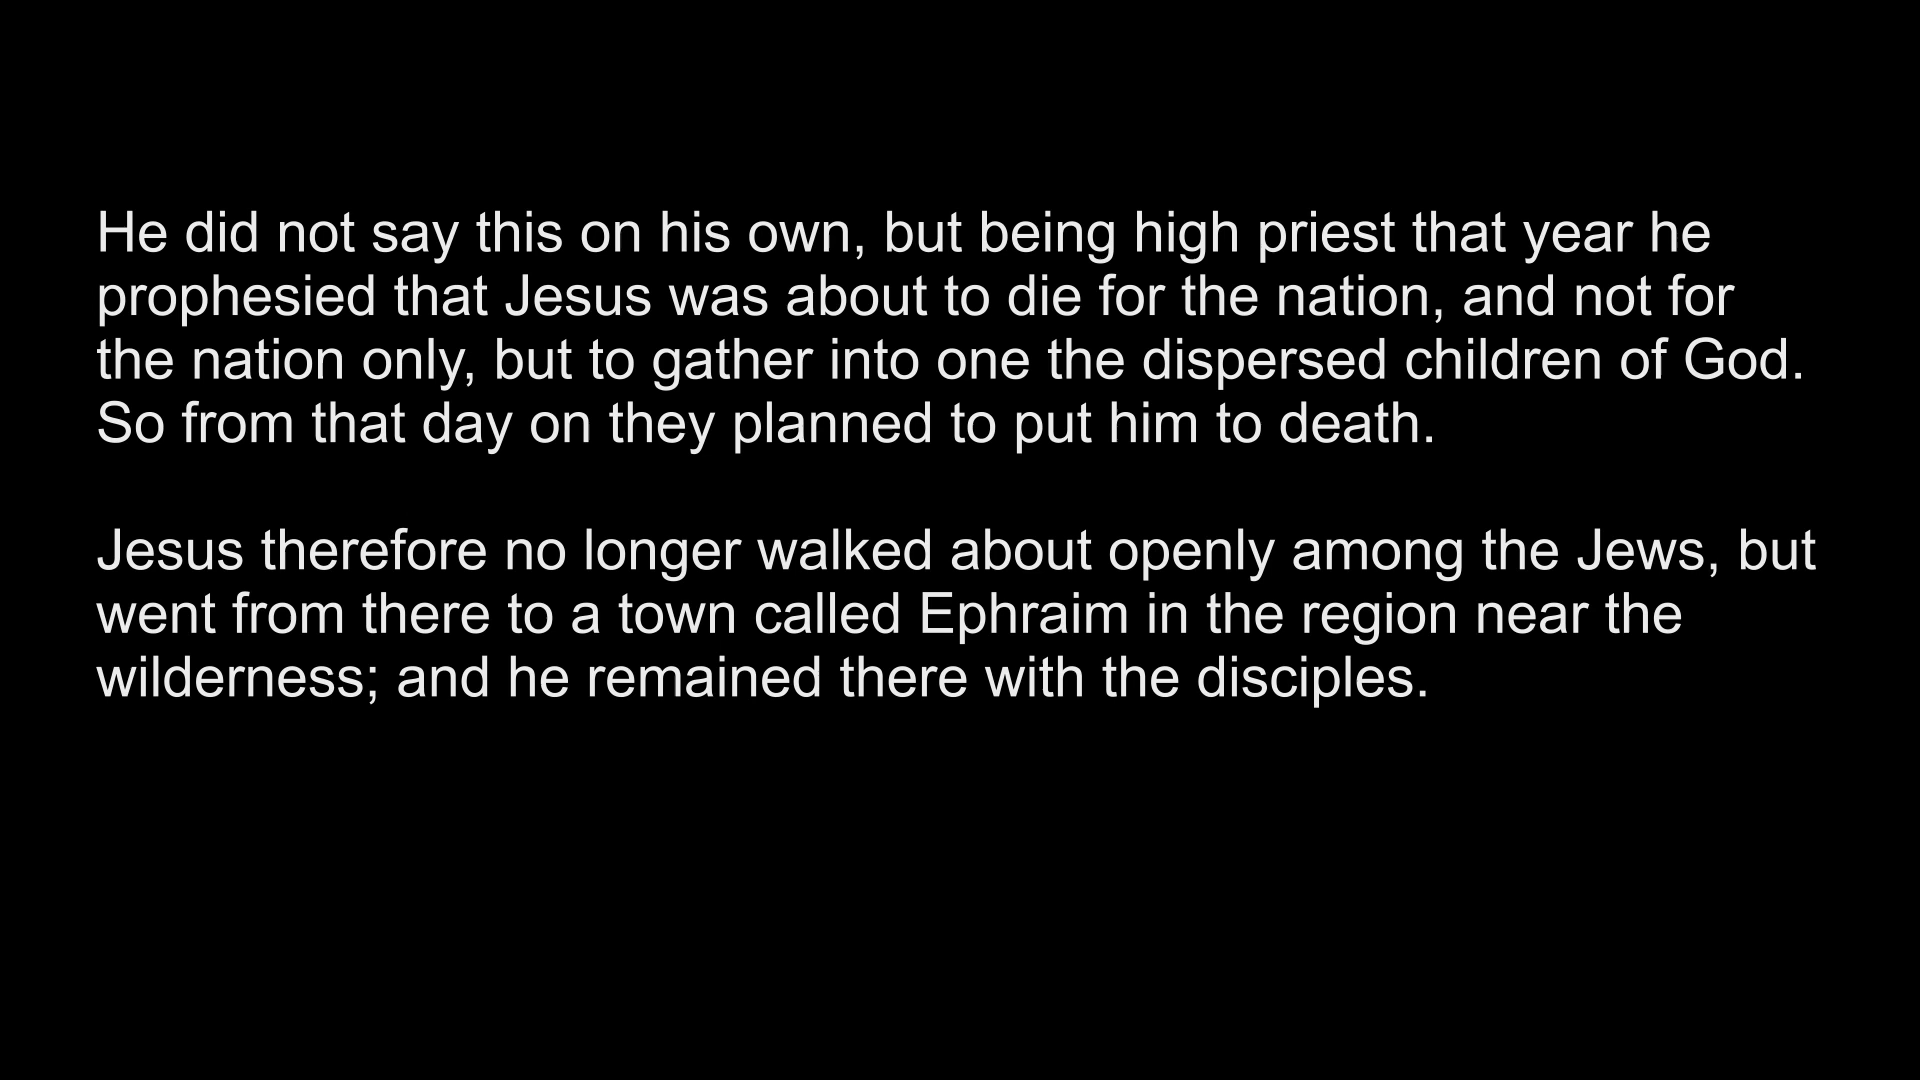 He did not say this on his own, but being high priest that year he
prophesied that Jesus was about to die for the nation, and not for
the nation only, but to gather into one the dispersed children of God.
So from that day on they planned to put him to death.
Jesus therefore no longer walked about openly among the Jews, but
went from there to a town called Ephraim in the region near the
wilderness; and he remained there with the disciples.